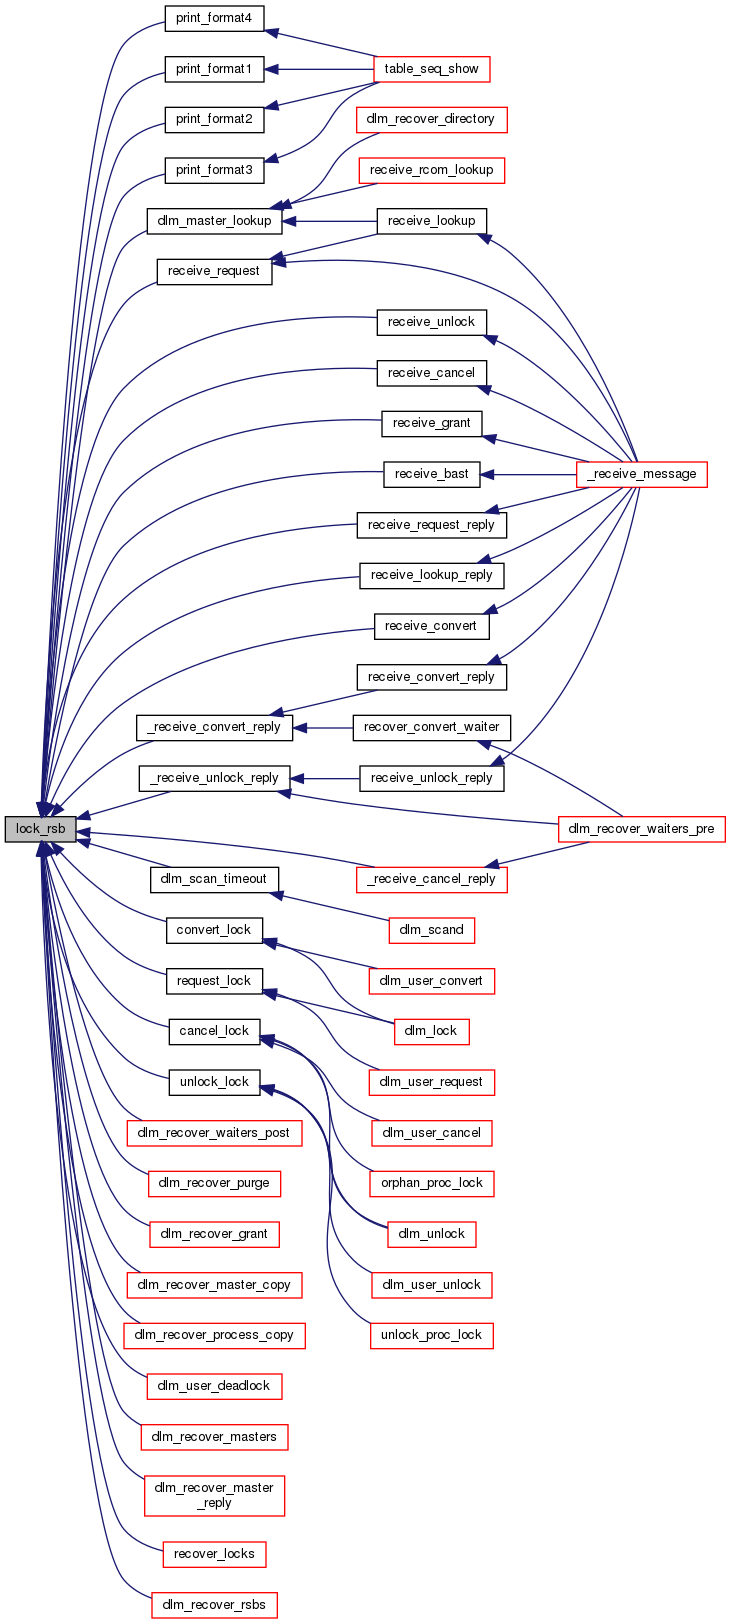 print_format4
print_format1
table_seq_show
print_format2
dlm_recover_directory
print_format3
receive_rcom_lookup
dlm_master_lookup
receive_lookup
receive_request
receive_unlock
receive_cancel
receive_grant
receive_bast
_receive_message
receive_request_reply
receive_lookup_reply
receive_convert
receive_convert_reply
_receive_convert_reply
recover_convert_waiter
_receive_unlock_reply
receive_unlock_reply
lock_rsb
dlm_recover_waiters_pre
dlm_scan_timeout
_receive_cancel_reply
convert_lock
dlm_scand
request_lock
dlm_user_convert
cancel_lock
dlm_lock
unlock_lock
dlm_user_request
dlm_recover_waiters_post
dlm_user_cancel
dlm_recover_purge
orphan_proc_lock
dlm_recover_grant
dlm_unlock
dlm_recover_master_copy
dlm_user_unlock
dlm_recover_process_copy
unlock_proc_lock
dlm_user_deadlock
dlm_recover_masters
dlm_recover_master
_reply
recover_locks
dlm_recover_rsbs